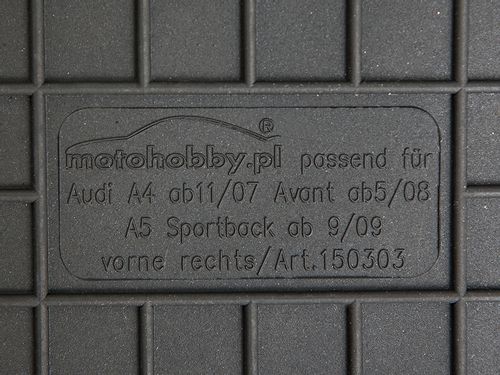 motohobby.pl ® passend für
Audi A4 ab11/07 Avant ab5/08
A5 Sportback ab 9/09
vorne rechts/Art.150303